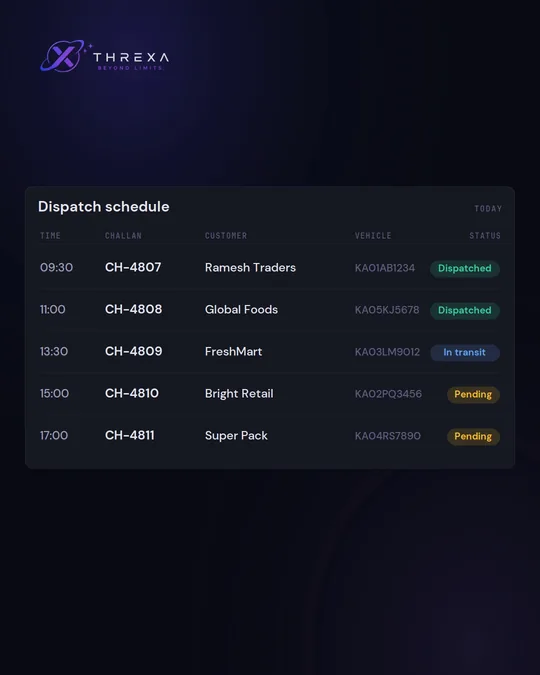 THREXA
BEYOND LIMITS.
Dispatch schedule
TODAY
TIME CHALLAN CUSTOMER VEHICLE STATUS
09:30 CH-4807 Ramesh Traders KA01AB1234 Dispatched
11:00 CH-4808 Global Foods KA05KJ5678 Dispatched
13:30 CH-4809 FreshMart KA03LM9012 In transit
15:00 CH-4810 Bright Retail KA02PQ3456 Pending
17:00 CH-4811 Super Pack KA04RS7890 Pending